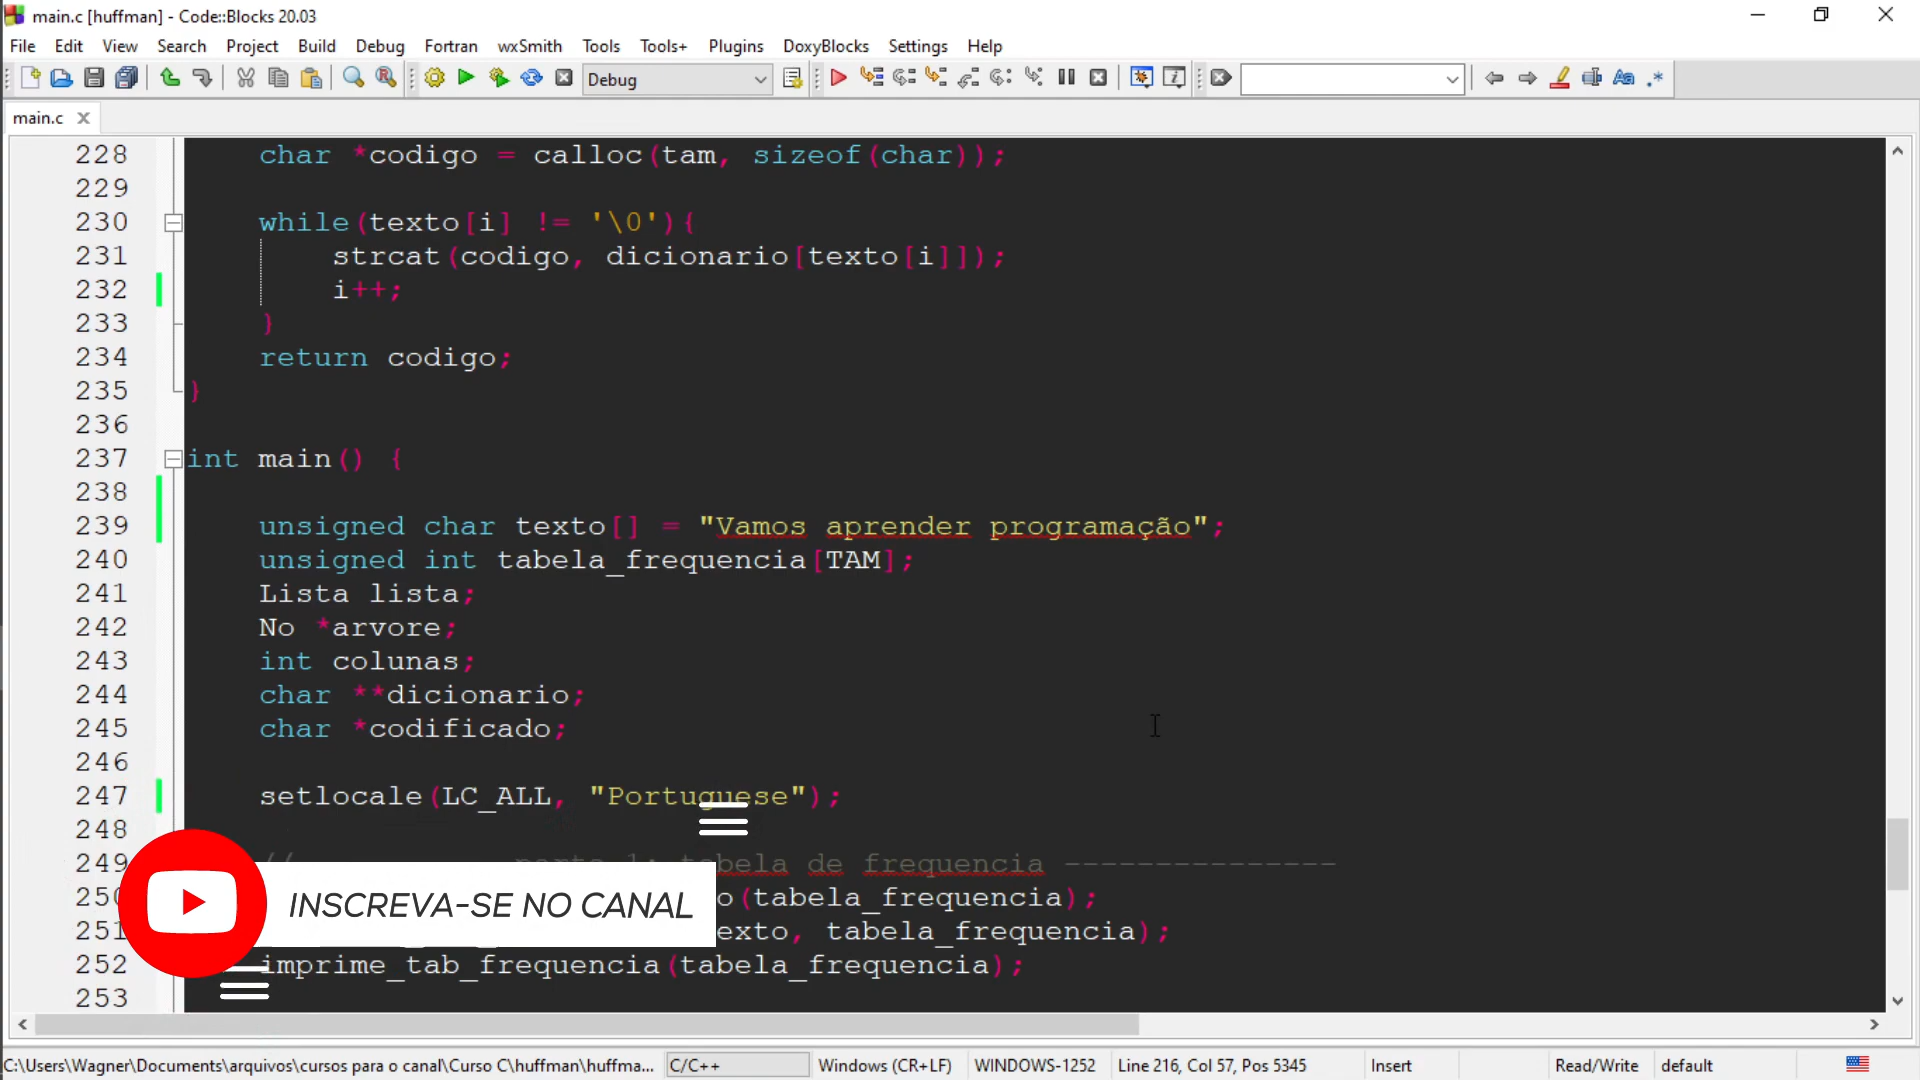 main.c [huffman] - Code::Blocks 20.03
File Edit View Search Project Build Debug Fortran wxSmith Tools Tools+ Plugins DoxyBlocks Settings Help
Debug
main.c
228 char *codigo = calloc(tam, sizeof(char));
229
230 while(texto[i] != '\0'){
231 strcat(codigo, dicionario[texto[i]]);
232 i++;
233 }
234 return codigo;
235 }
236
237 int main() {
238
239 unsigned char texto[] = "Vamos aprender programação";
240 unsigned int tabela_frequencia[TAM];
241 Lista lista;
242 No *arvore;
243 int colunas;
244 char **dicionario;
245 char *codificado;
246
247 setlocale(LC_ALL, "Portuguese");
248
249 // parte 1: tabela de frequencia ---------------
250 o(tabela_frequencia);
INSCREVA-SE NO CANAL
251 exto, tabela_frequencia);
252 imprime_tab_frequencia(tabela_frequencia);
253
C:\Users\Wagner\Documents\arquivos\cursos para o canal\Curso C\huffman\huffma... C/C++ Windows (CR+LF) WINDOWS-1252 Line 216, Col 57, Pos 5345 Insert Read/Write default